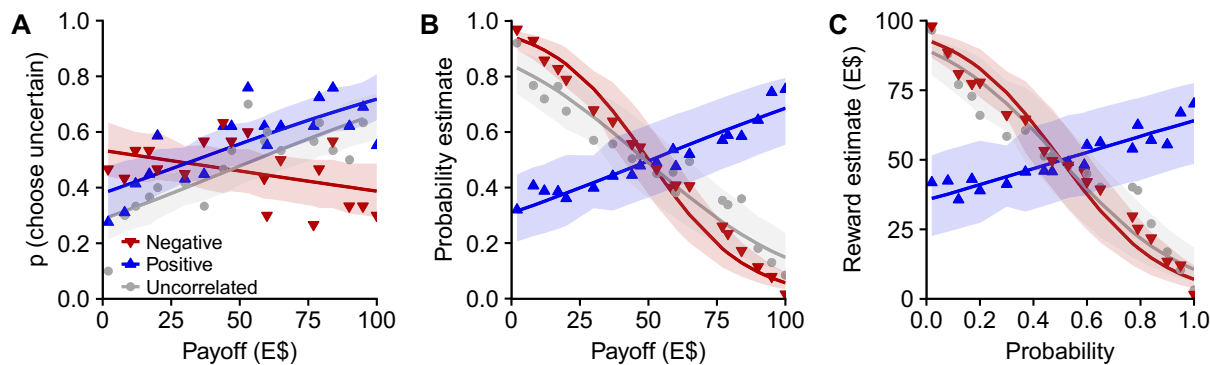 A
p (choose uncertain)
1.0
0.8
0.6
0.4
0.2
0.0
Negative
Positive
Uncorrelated
0 25 50 75 100
Payoff (E$)
B
Probability estimate
1.0
0.8
0.6
0.4
0.2
0.0
0 25 50 75 100
Payoff (E$)
C
Reward estimate (E$)
100
75
50
25
0
0.0 0.2 0.4 0.6 0.8 1.0
Probability